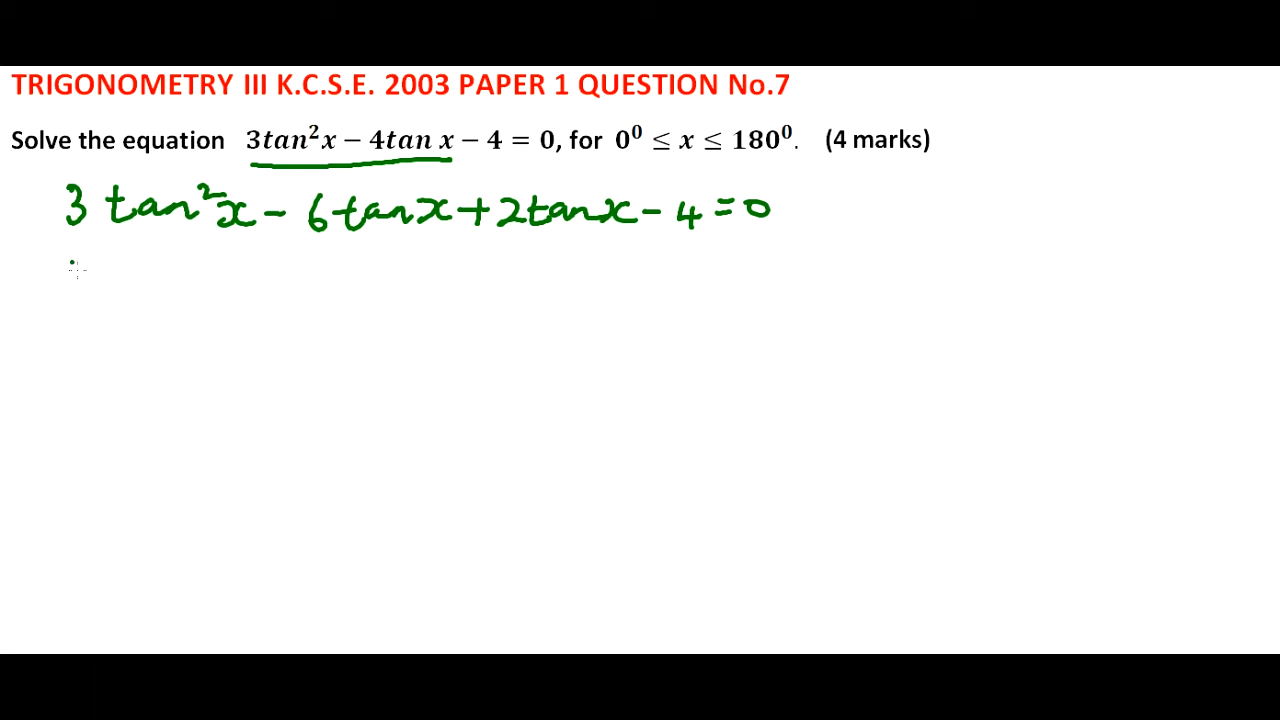 TRIGONOMETRY III K.C.S.E. 2003 PAPER 1 QUESTION No.7
Solve the equation 3tan²x − 4tan x − 4 = 0, for 0⁰ ≤ x ≤ 180⁰. (4 marks)
3 tan²x − 6tanx + 2tanx − 4 = 0